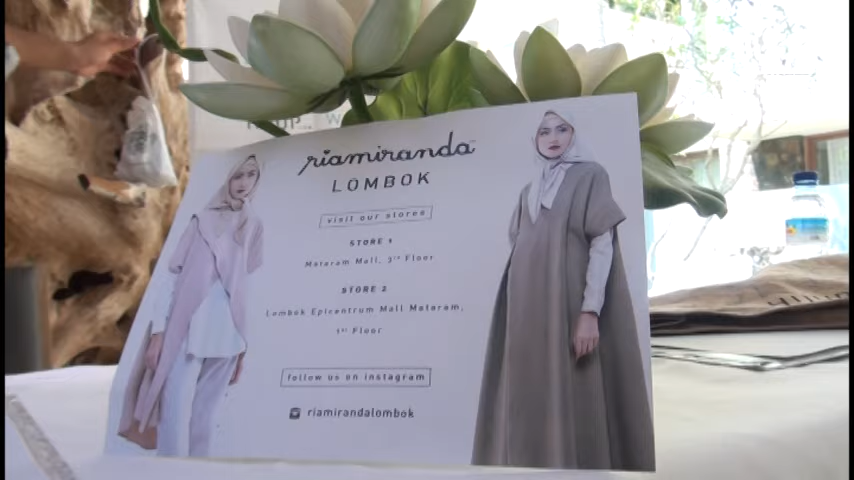 riamiranda
LOMBOK
visit our stores
STORE 1
Mataram Mall, 3rd Floor
STORE 2
Lombok Epicentrum Mall Mataram,
1st Floor
follow us on instagram
riamirandalombok